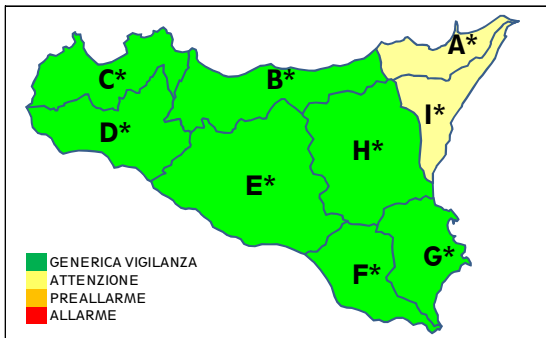 A*
B*
C*
I*
D*
H*
E*
G*
F*
GENERICA VIGILANZA
ATTENZIONE
PREALLARME
ALLARME